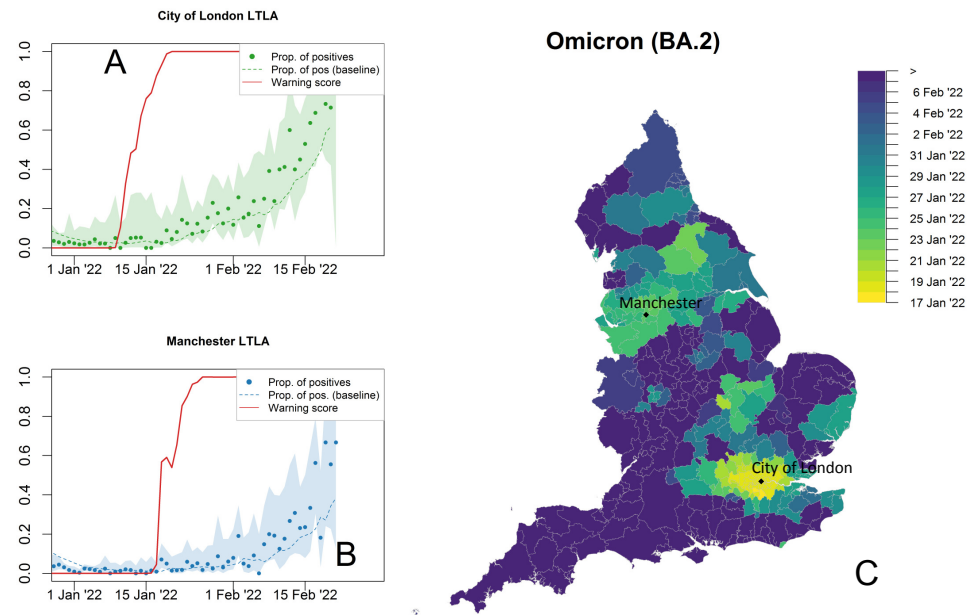 City of London LTLA
A
Prop. of positives
Prop. of pos (baseline)
Warning score
0.0 0.2 0.4 0.6 0.8 1.0
1 Jan '22 15 Jan '22 1 Feb '22 15 Feb '22
Manchester LTLA
Prop. of positives
Prop. of pos. (baseline)
Warning score
B
0.0 0.2 0.4 0.6 0.8 1.0
1 Jan '22 15 Jan '22 1 Feb '22 15 Feb '22
Omicron (BA.2)
>
6 Feb '22
4 Feb '22
2 Feb '22
31 Jan '22
29 Jan '22
27 Jan '22
25 Jan '22
23 Jan '22
21 Jan '22
19 Jan '22
17 Jan '22
Manchester
City of London
C